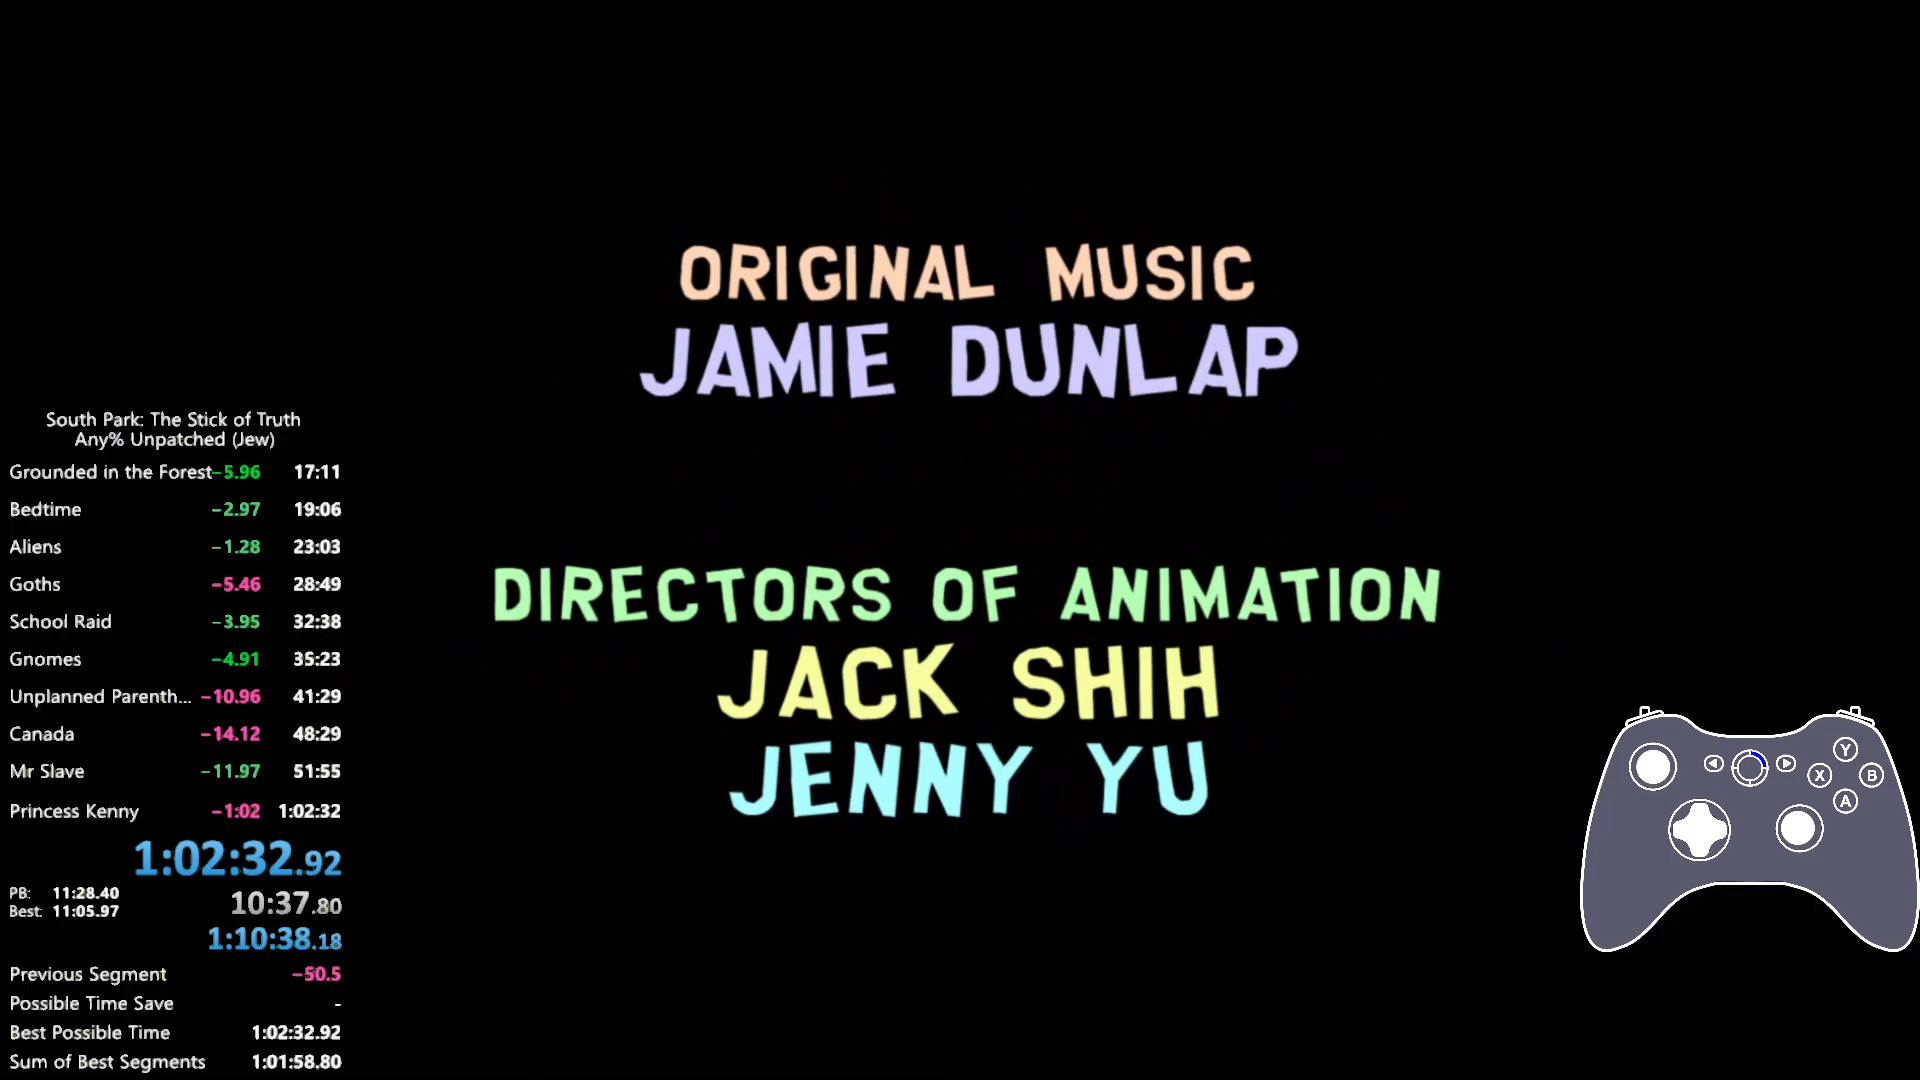 ORIGINAL MUSIC
JAMIE DUNLAP
DIRECTORS OF ANIMATION
JACK SHIH
JENNY YU
South Park: The Stick of Truth
Any% Unpatched (Jew)
Grounded in the Forest −5.96 17:11
Bedtime −2.97 19:06
Aliens −1.28 23:03
Goths −5.46 28:49
School Raid −3.95 32:38
Gnomes −4.91 35:23
Unplanned Parenth... −10.96 41:29
Canada −14.12 48:29
Mr Slave −11.97 51:55
Princess Kenny −1:02 1:02:32
1:02:32.92
PB: 11:28.40
Best: 11:05.97
10:37.80
1:10:38.18
Previous Segment −50.5
Possible Time Save -
Best Possible Time 1:02:32.92
Sum of Best Segments 1:01:58.80
Y
X B
A